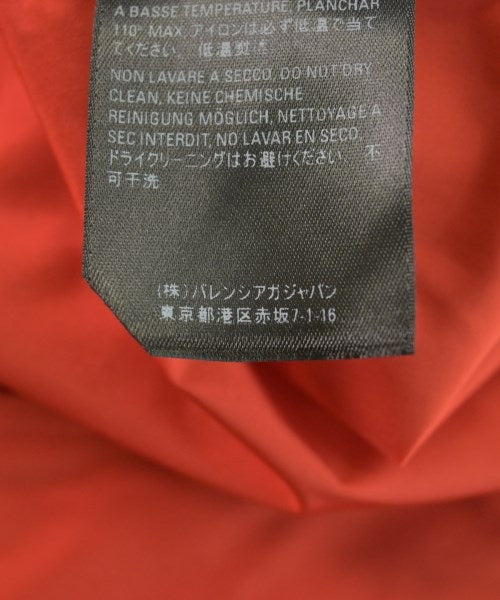 A BASSE TEMPERATURE, PLANCHAR
110° MAX, アイロンは必ず低温で当て
てください, 低温熨烫
NON LAVARE A SECCO, DO NOT DRY
CLEAN, KEINE CHEMISCHE
REINIGUNG MÖGLICH, NETTOYAGE A
SEC INTERDIT, NO LAVAR EN SECO,
ドライクリーニングはお避けください, 不
可干洗
(株) バレンシアガジャパン
東京都港区赤坂7-1-16